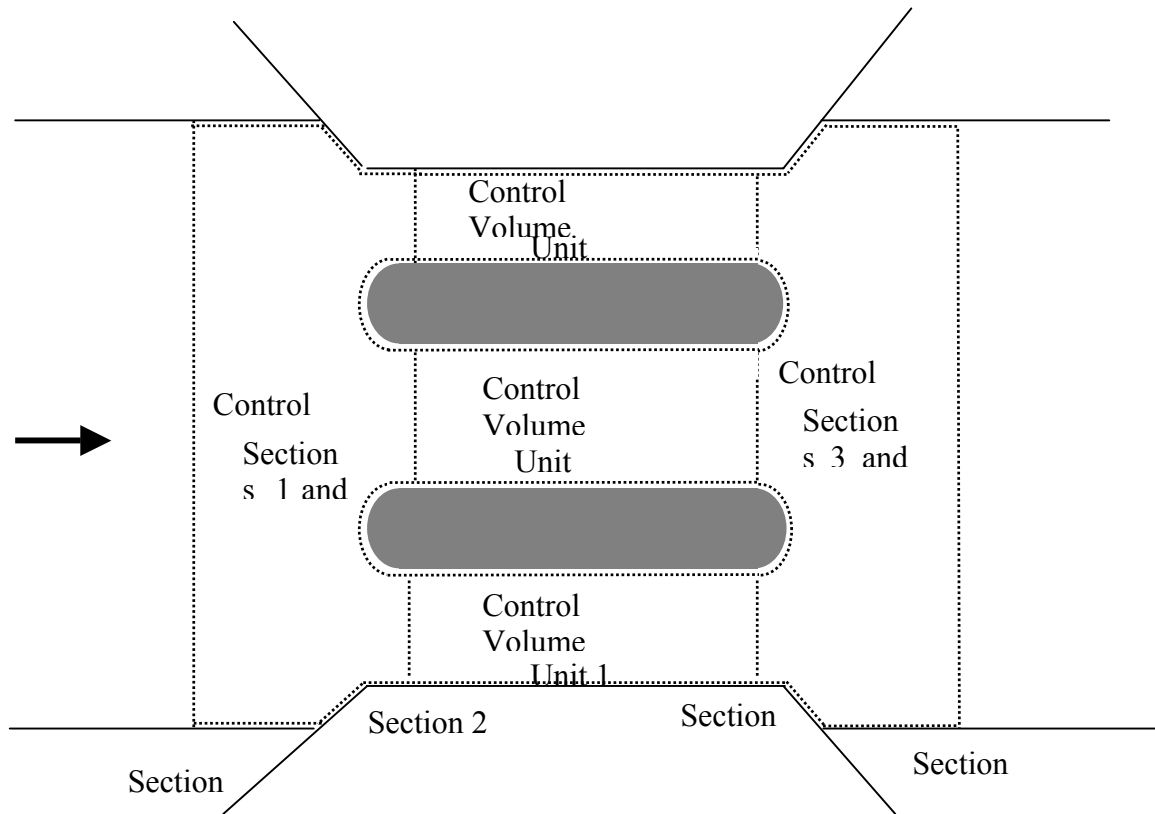 Control
Volume
Unit
Control
Section
s 1 and
Control
Volume
Unit
Control
Section
s 3 and
Control
Volume
Unit 1
Section 2
Section
Section
Section